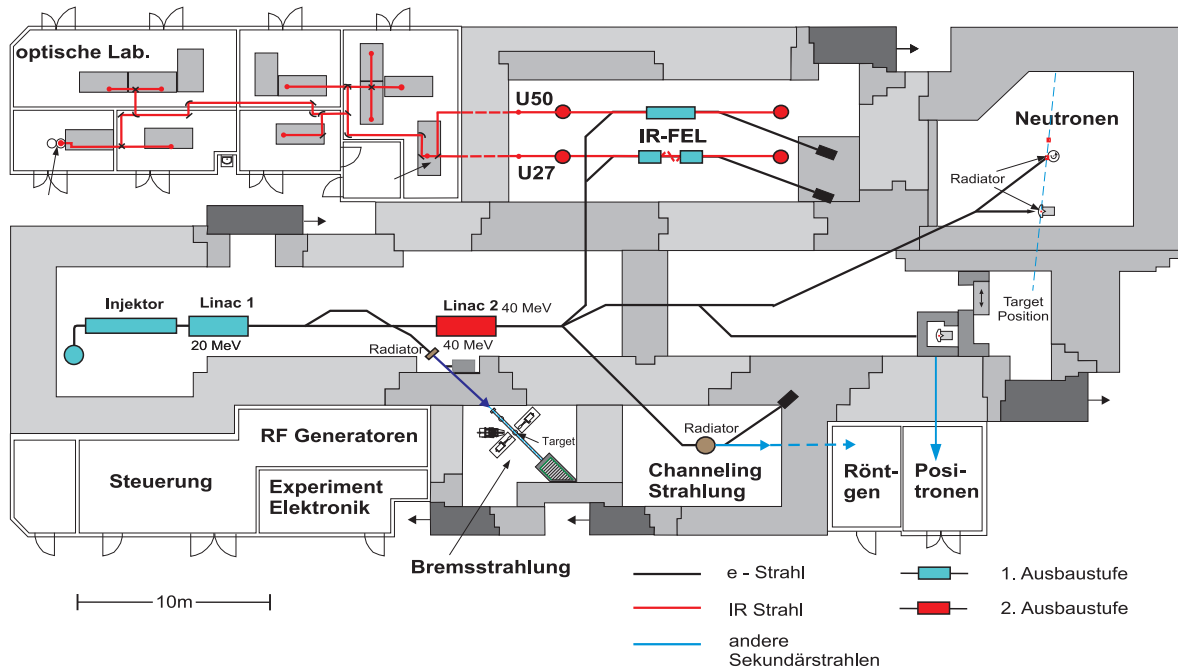 optische Lab.
U50
IR-FEL
U27
Neutronen
Radiator
Target
Position
Injektor
Linac 1
20 MeV
Linac 2
40 MeV
40 MeV
Radiator
Target
Radiator
RF Generatoren
Steuerung
Experiment
Elektronik
Channeling
Strahlung
Rönt-
gen
Posi-
tronen
Bremsstrahlung
10m
e - Strahl
IR Strahl
andere
Sekundärstrahlen
1. Ausbaustufe
2. Ausbaustufe